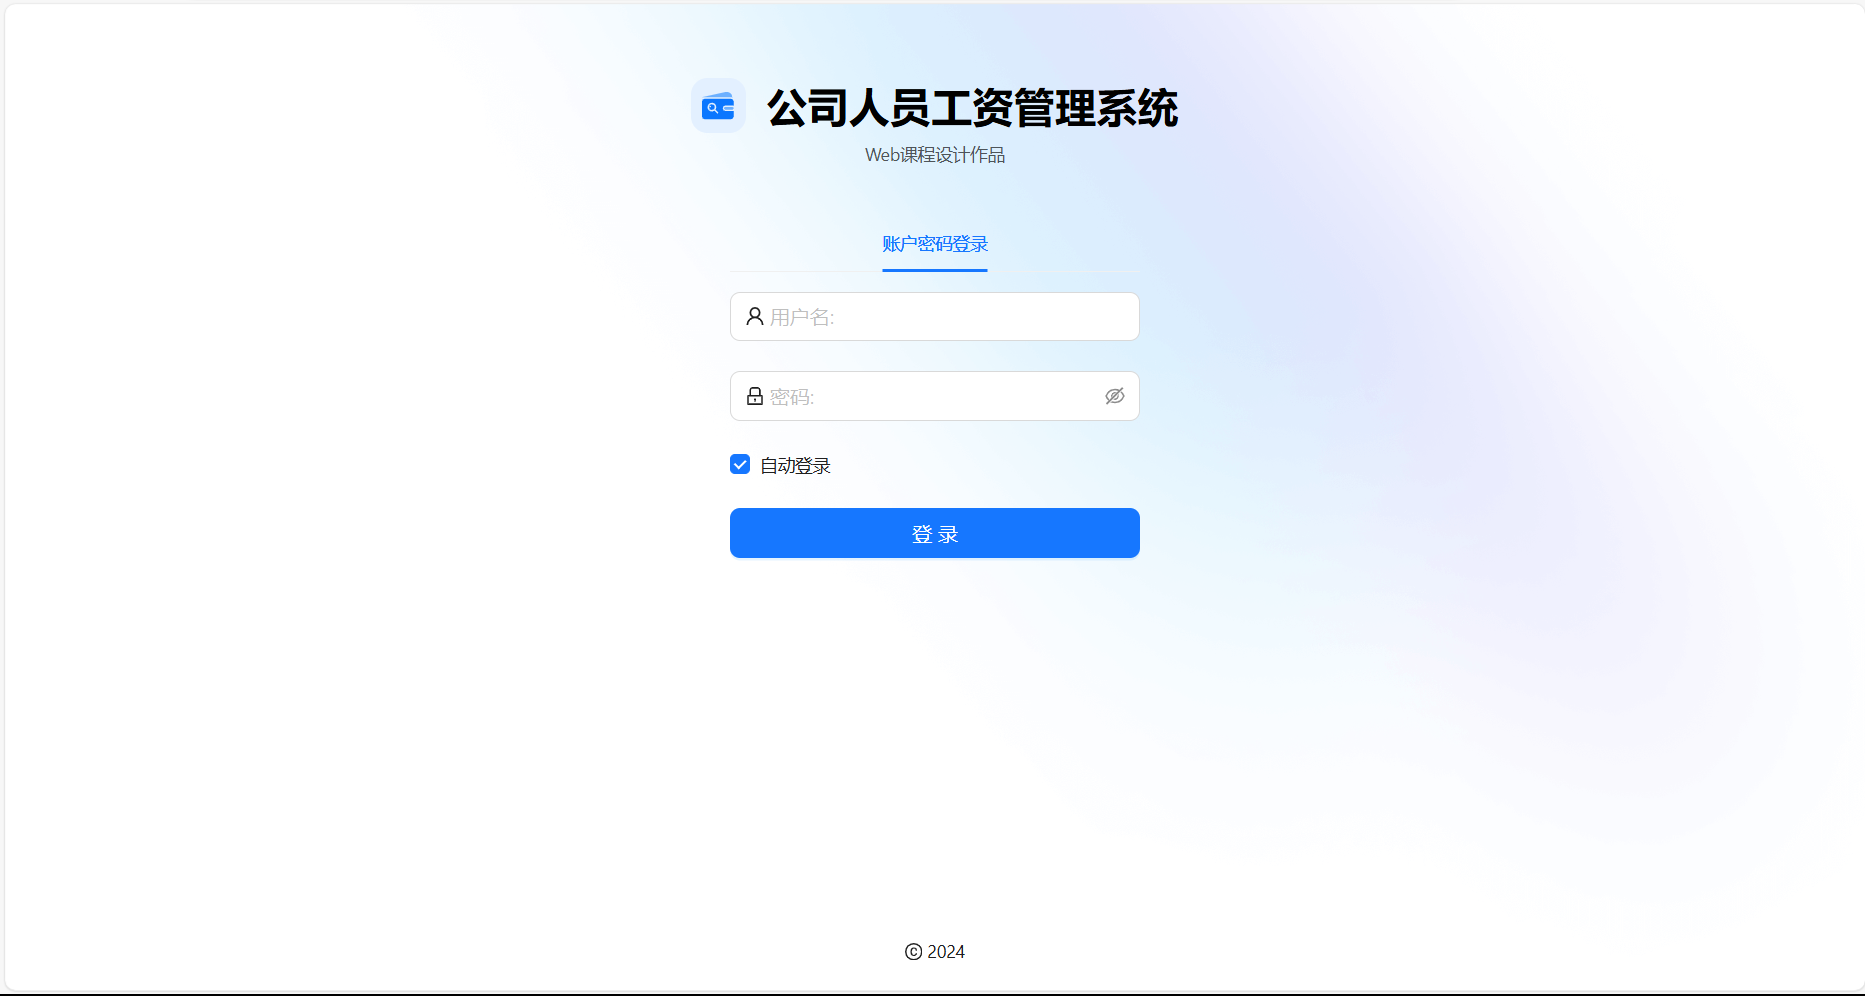 公司人员工资管理系统
Web课程设计作品
账户密码登录
用户名:
密码:
自动登录
登 录
© 2024